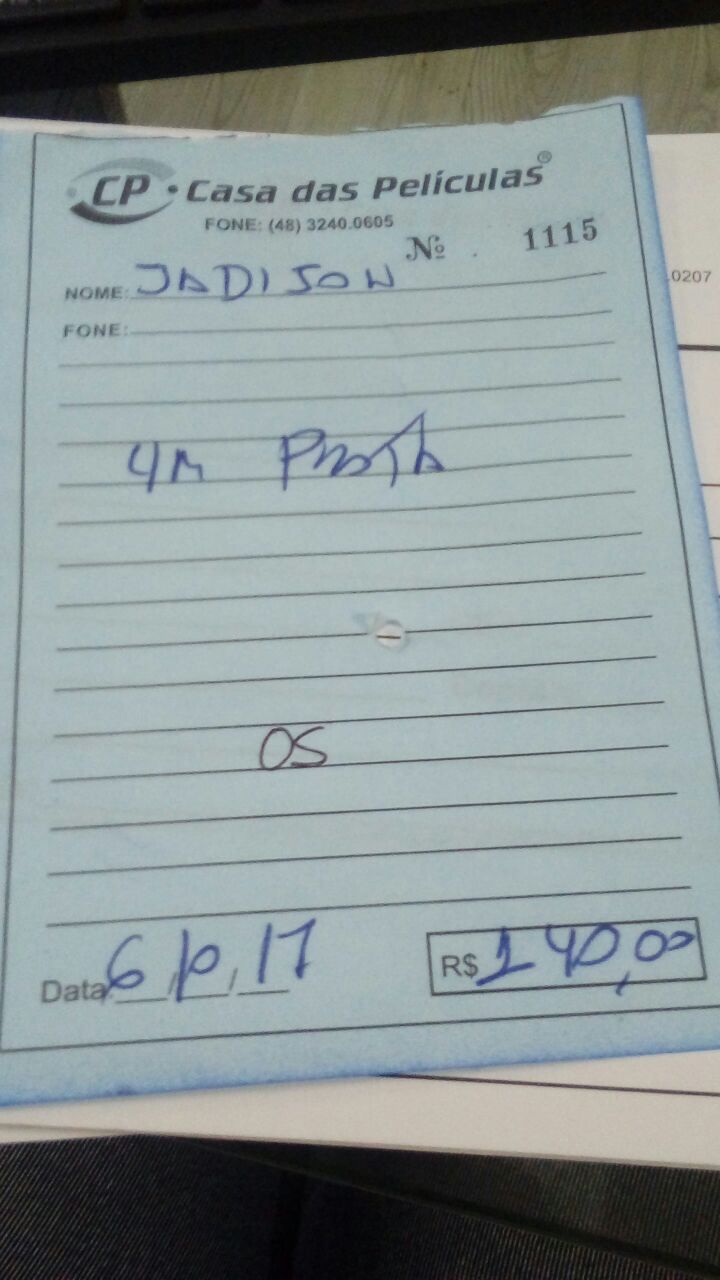 CP · Casa das Películas®
FONE: (48) 3240.0605
Nº . 1115
NOME: JADISON
FONE:
4M Prata
OS
Data 6/10/17
R$ 140,00
.0207